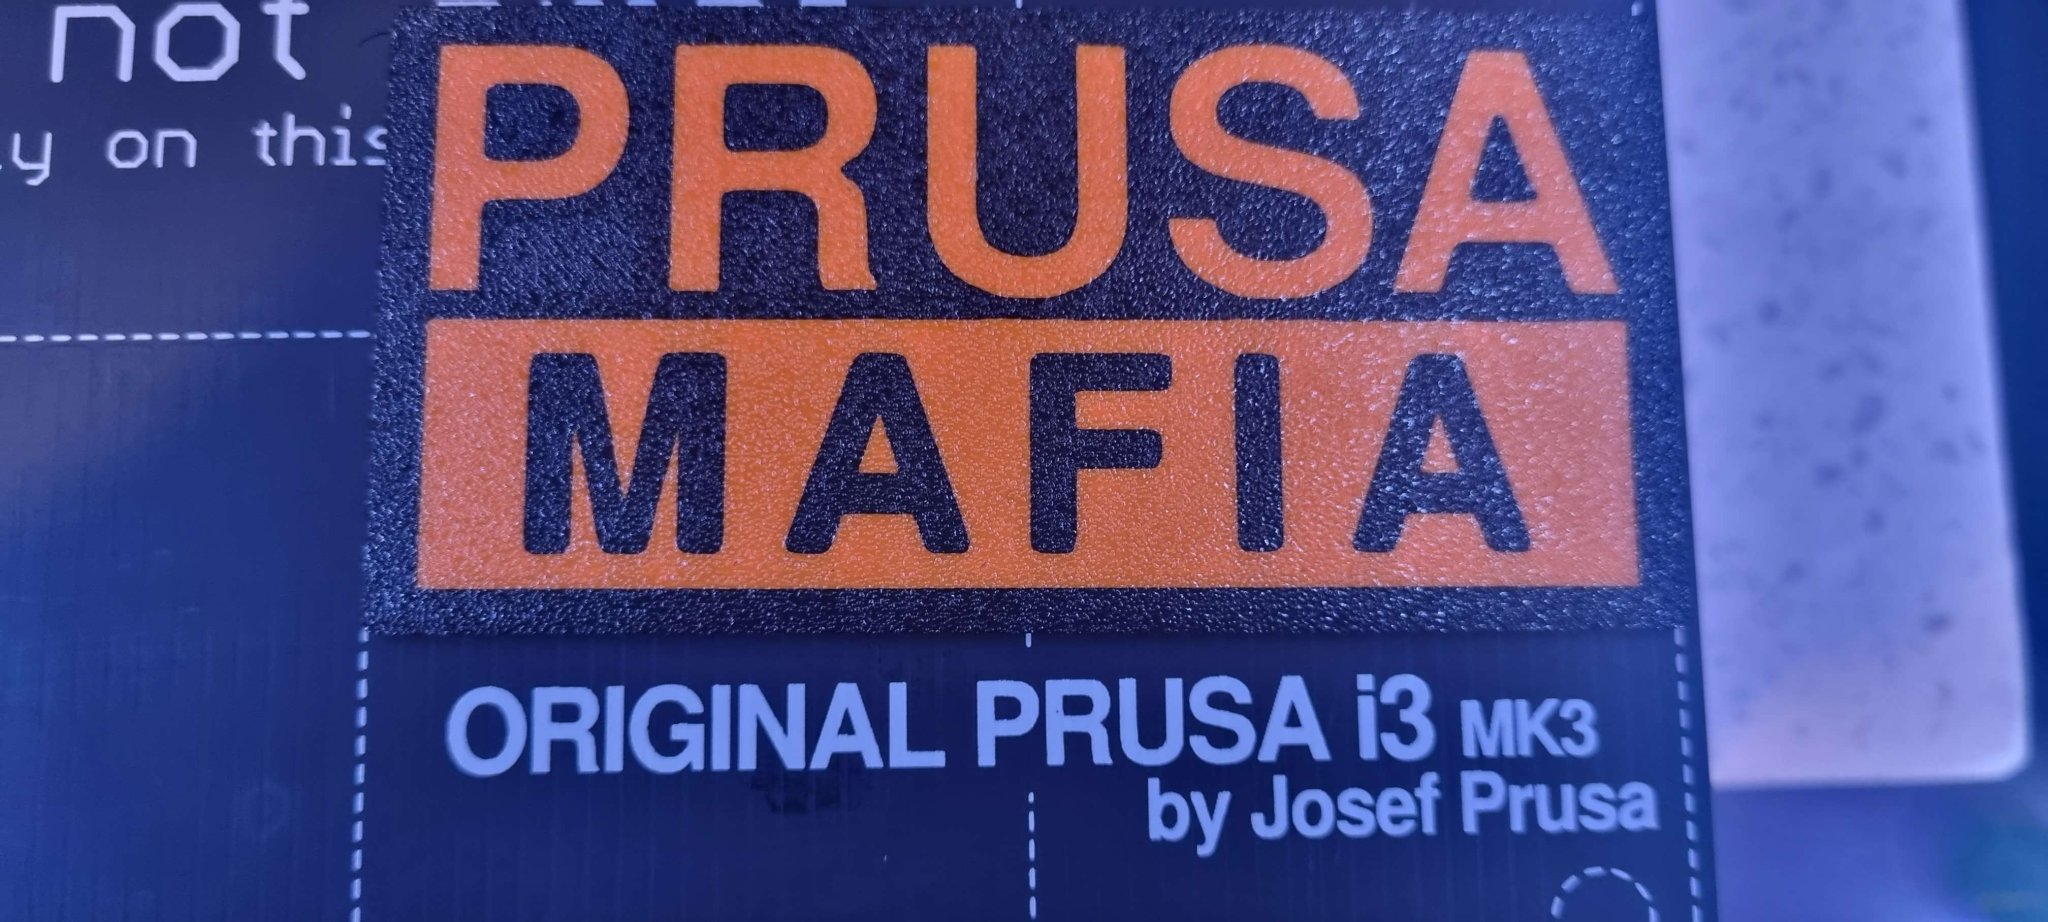 not
on this
PRUSA
MAFIA
ORIGINAL PRUSA i3 MK3
by Josef Prusa